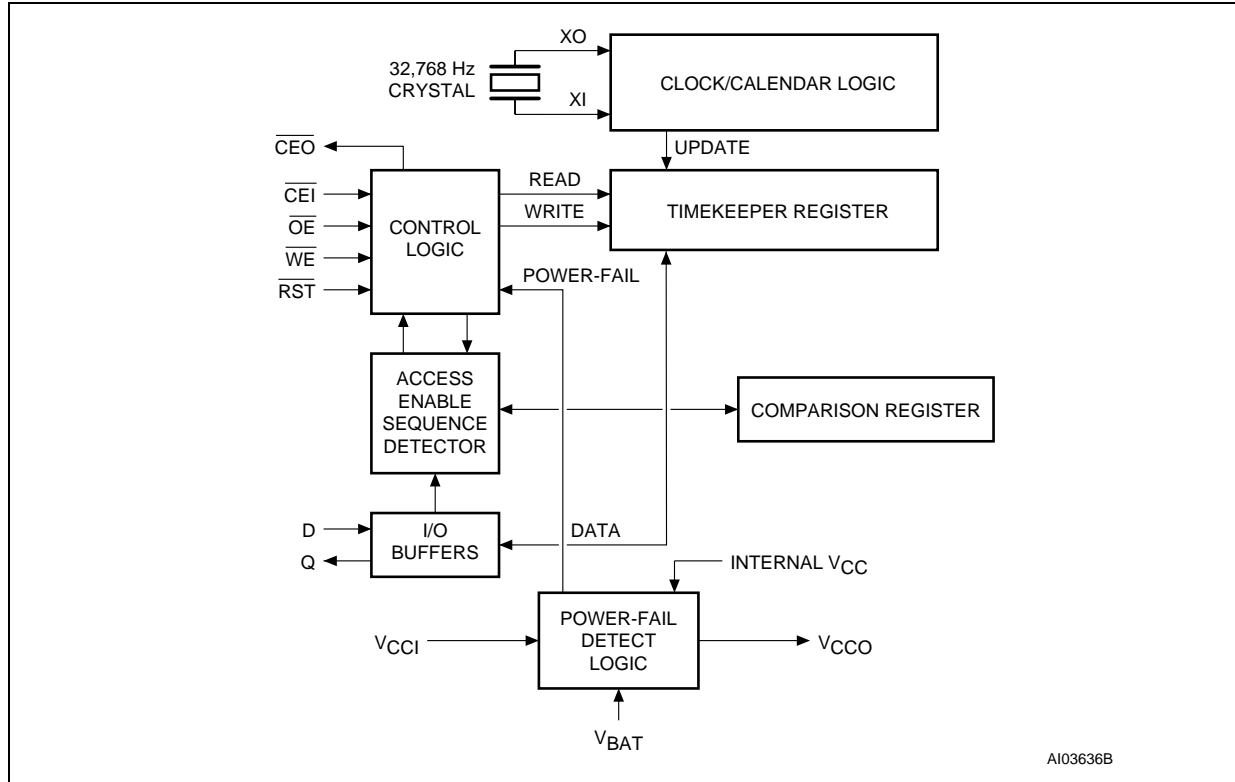 XO
32,768 Hz
CRYSTAL
CLOCK/CALENDAR LOGIC
XI
CEO
UPDATE
CEI
READ
OE
WRITE
CONTROL
LOGIC
TIMEKEEPER REGISTER
WE
RST
POWER-FAIL
ACCESS
ENABLE
SEQUENCE
DETECTOR
COMPARISON REGISTER
D
Q
I/O
BUFFERS
DATA
INTERNAL VCC
VCCI
POWER-FAIL
DETECT
LOGIC
VCCO
VBAT
AI03636B